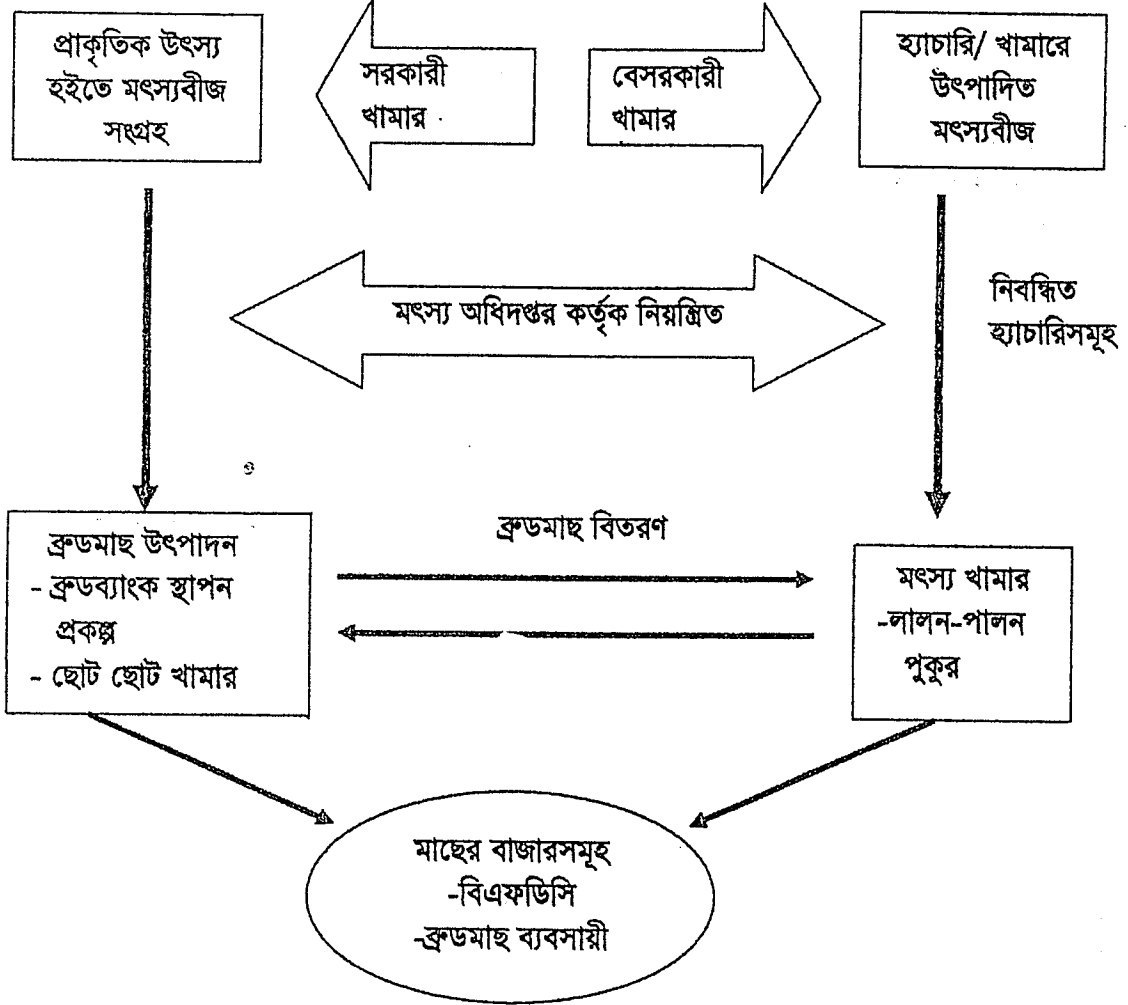 প্রাকৃতিক উৎস্য
হইতে মৎস্যবীজ
সংগ্রহ
সরকারী
খামার
বেসরকারী
খামার
হ্যাচারি/ খামারে
উৎপাদিত
মৎস্যবীজ
মৎস্য অধিদপ্তর কর্তৃক নিয়ন্ত্রিত
নিবন্ধিত
হ্যাচারিসমূহ
ব্রুডমাছ উৎপাদন
- ব্রুডব্যাংক স্থাপন
প্রকল্প
- ছোট ছোট খামার
ব্রুডমাছ বিতরণ
মৎস্য খামার
-লালন-পালন
পুকুর
মাছের বাজারসমূহ
-বিএফডিসি
-ব্রুডমাছ ব্যবসায়ী